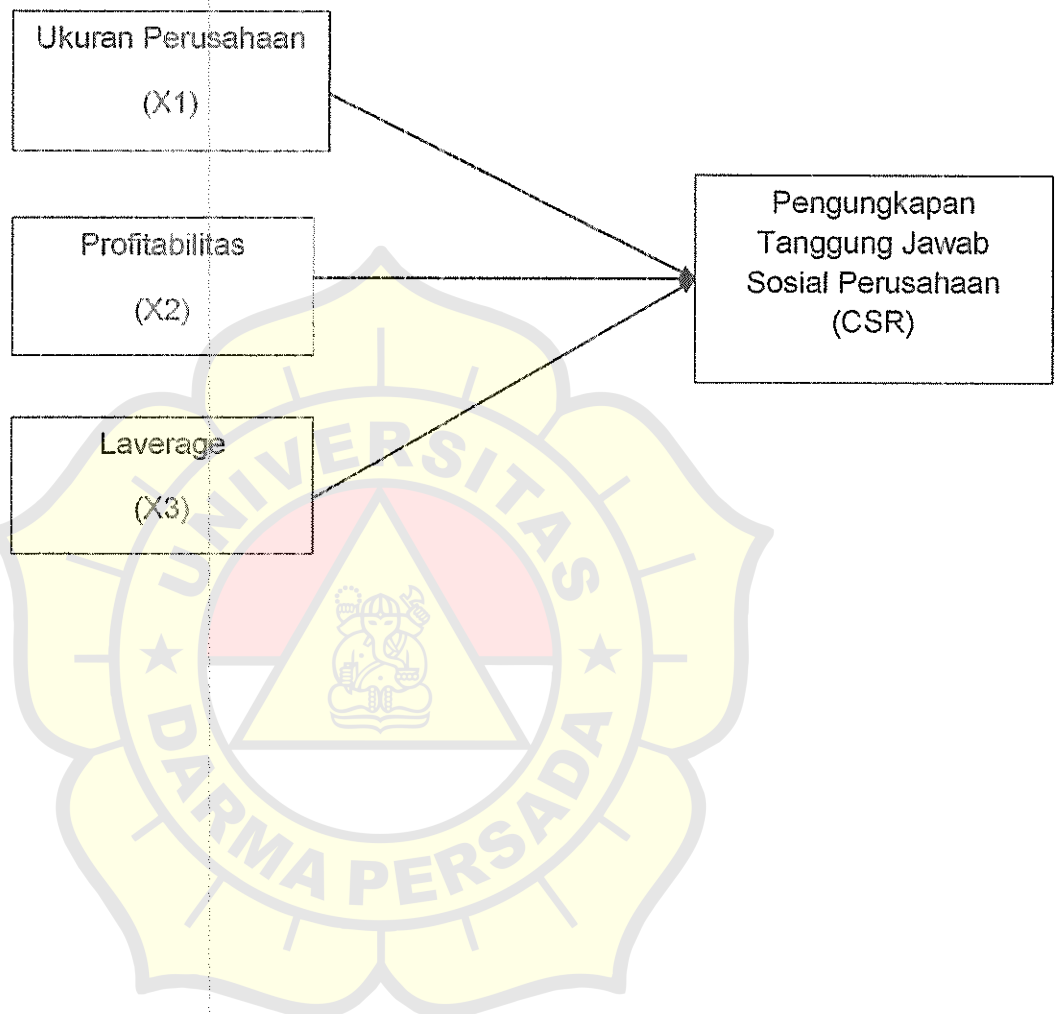 Ukuran Perusahaan
(X1)
Profitabilitas
(X2)
Laverage
(X3)
Pengungkapan
Tanggung Jawab
Sosial Perusahaan
(CSR)
UNIVERSITAS
DARMA PERSADA